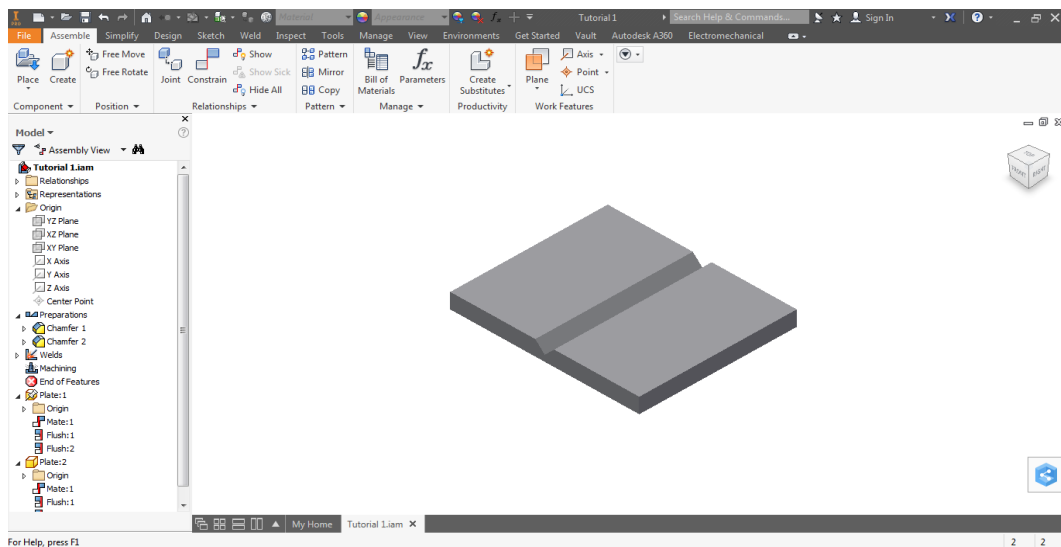 PRO Material Appearance Tutorial 1 Search Help & Commands... Sign In
File Assemble Simplify Design Sketch Weld Inspect Tools Manage View Environments Get Started Vault Autodesk A360 Electromechanical
Place
Create
Component
Free Move
Free Rotate
Position
Joint
Constrain
Show
Show Sick
Hide All
Relationships
Pattern
Mirror
Copy
Pattern
Bill of
Materials
Parameters
Manage
Create
Substitutes
Productivity
Plane
Axis
Point
UCS
Work Features
Model
Assembly View
Tutorial 1.iam
Relationships
Representations
Origin
YZ Plane
XZ Plane
XY Plane
X Axis
Y Axis
Z Axis
Center Point
Preparations
Chamfer 1
Chamfer 2
Welds
Machining
End of Features
Plate:1
Origin
Mate:1
Flush:1
Flush:2
Plate:2
Origin
Mate:1
Flush:1
FRONT RIGHT
My Home Tutorial 1.iam
For Help, press F1 2 2